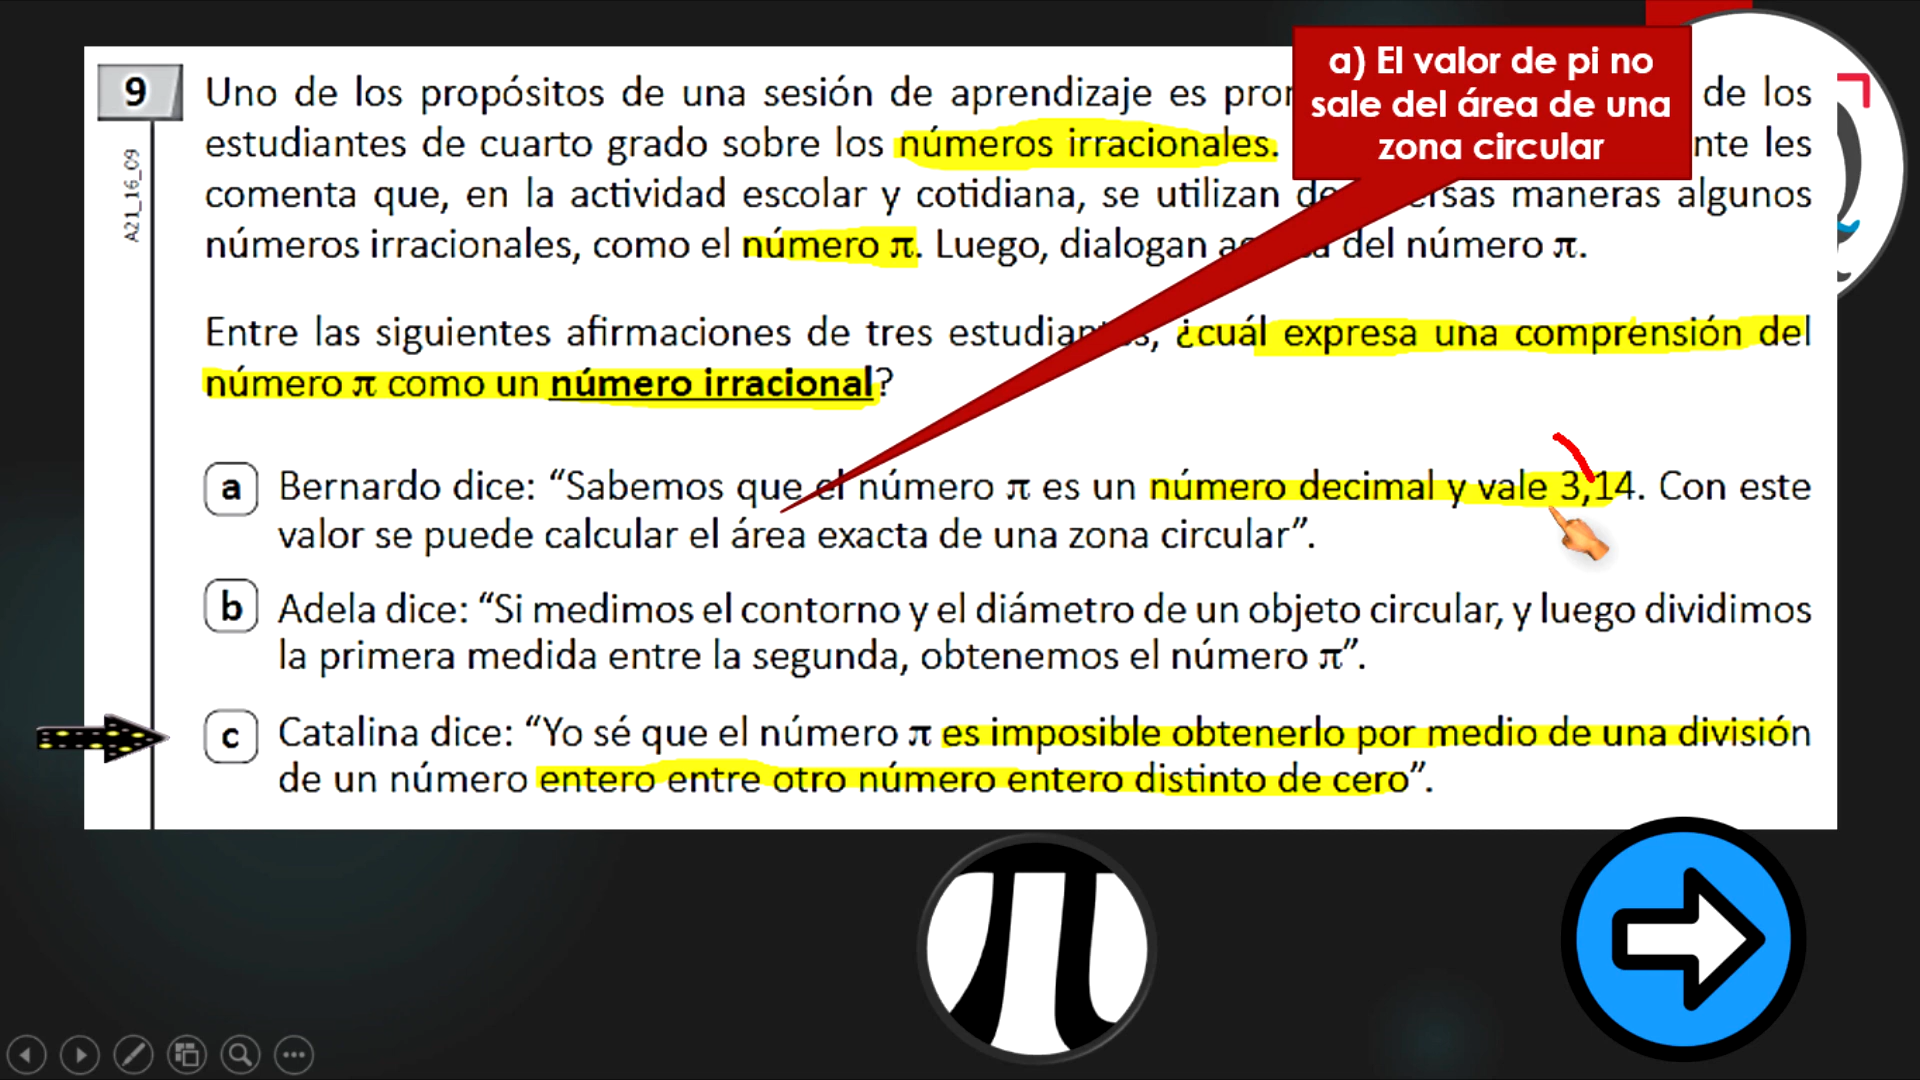 a) El valor de pi no
sale del área de una
zona circular
9
A21_16_09
Uno de los propósitos de una sesión de aprendizaje es de los
estudiantes de cuarto grado sobre los números irracionales. les
comenta que, en la actividad escolar y cotidiana, se utilizan maneras algunos
números irracionales, como el número π. Luego, dialogan del número π.
Entre las siguientes afirmaciones de tres ¿cuál expresa una comprensión del
número π como un número irracional?
a Bernardo dice: “Sabemos que el número π es un número decimal y vale 3,14. Con este
valor se puede calcular el área exacta de una zona circular”.
b Adela dice: “Si medimos el contorno y el diámetro de un objeto circular, y luego dividimos
la primera medida entre la segunda, obtenemos el número π”.
c Catalina dice: “Yo sé que el número π es imposible obtenerlo por medio de una división
de un número entero entre otro número entero distinto de cero”.
π